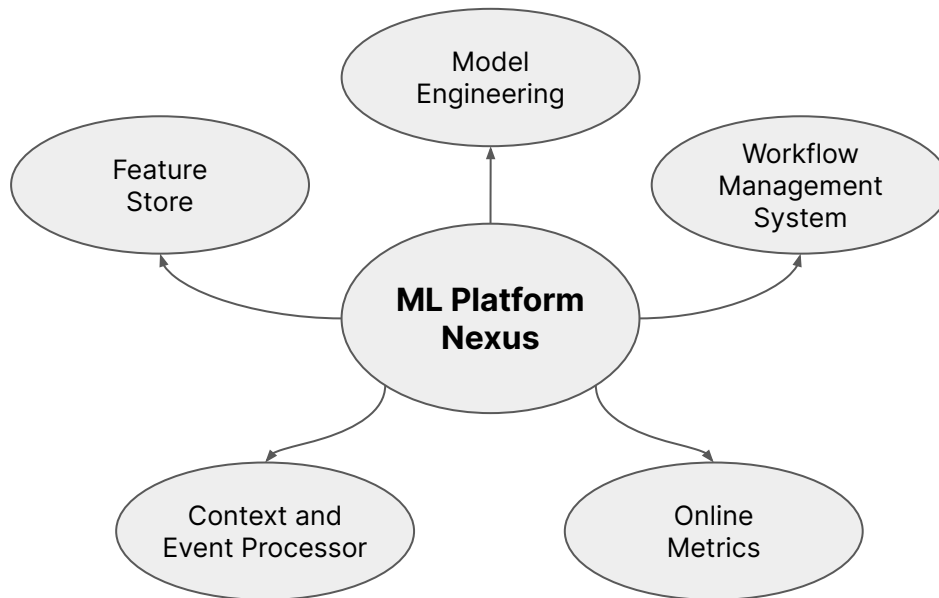 Model
Engineering
Feature
Store
Workflow
Management
System
ML Platform
Nexus
Context and
Event Processor
Online
Metrics